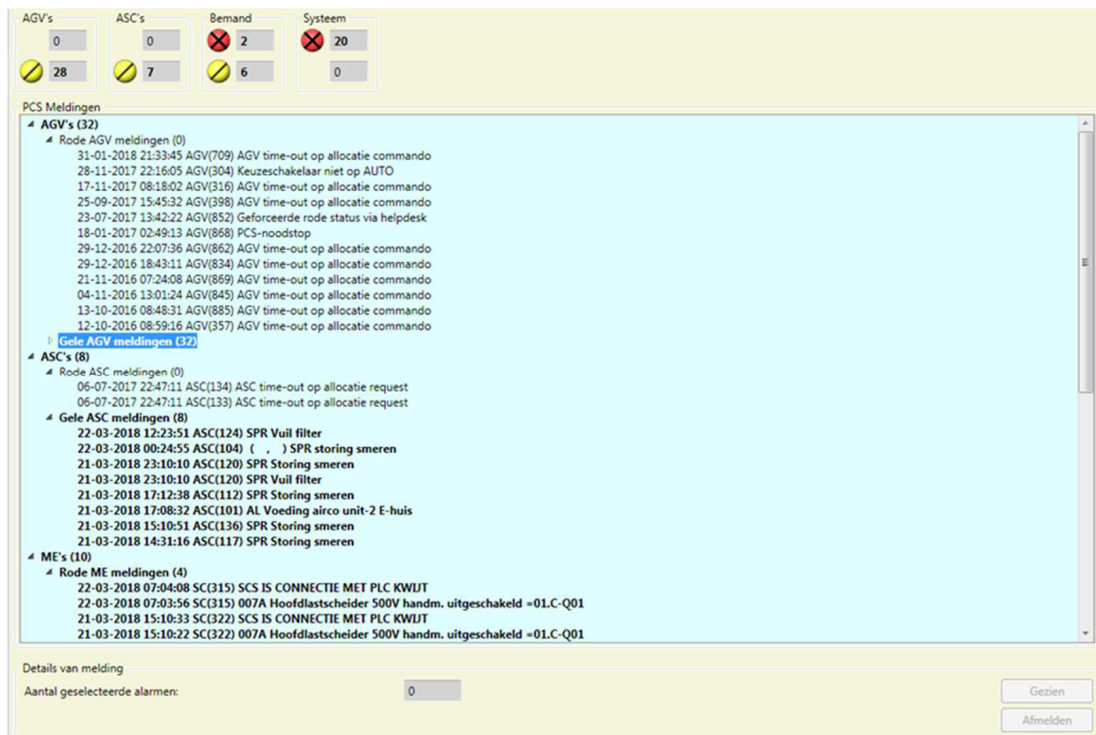 AGV's ASC's Bemand Systeem
0 0 2 20
28 7 6 0
PCS Meldingen
AGV's (32)
Rode AGV meldingen (0)
31-01-2018 21:33:45 AGV(709) AGV time-out op allocatie commando
28-11-2017 22:16:05 AGV(304) Keuzeschakelaar niet op AUTO
17-11-2017 08:18:02 AGV(316) AGV time-out op allocatie commando
25-09-2017 15:45:32 AGV(398) AGV time-out op allocatie commando
23-07-2017 13:42:22 AGV(852) Geforceerde rode status via helpdesk
18-01-2017 02:49:13 AGV(868) PCS-noodstop
29-12-2016 22:07:36 AGV(862) AGV time-out op allocatie commando
29-12-2016 18:43:11 AGV(834) AGV time-out op allocatie commando
21-11-2016 07:24:08 AGV(869) AGV time-out op allocatie commando
04-11-2016 13:01:24 AGV(845) AGV time-out op allocatie commando
13-10-2016 08:48:31 AGV(885) AGV time-out op allocatie commando
12-10-2016 08:59:16 AGV(357) AGV time-out op allocatie commando
Gele AGV meldingen (32)
ASC's (8)
Rode ASC meldingen (0)
06-07-2017 22:47:11 ASC(134) ASC time-out op allocatie request
06-07-2017 22:47:11 ASC(133) ASC time-out op allocatie request
Gele ASC meldingen (8)
22-03-2018 12:23:51 ASC(124) SPR Vuil filter
22-03-2018 00:24:55 ASC(104) ( , ) SPR storing smeren
21-03-2018 23:10:10 ASC(120) SPR Storing smeren
21-03-2018 23:10:10 ASC(120) SPR Vuil filter
21-03-2018 17:12:38 ASC(112) SPR Storing smeren
21-03-2018 17:08:32 ASC(101) AL Voeding airco unit-2 E-huis
21-03-2018 15:10:51 ASC(136) SPR Storing smeren
21-03-2018 14:31:16 ASC(117) SPR Storing smeren
ME's (10)
Rode ME meldingen (4)
22-03-2018 07:04:08 SC(315) SCS IS CONNECTIE MET PLC KWIJT
22-03-2018 07:03:56 SC(315) 007A Hoofdlastscheider 500V handm. uitgeschakeld =01.C-Q01
21-03-2018 15:10:33 SC(322) SCS IS CONNECTIE MET PLC KWIJT
21-03-2018 15:10:22 SC(322) 007A Hoofdlastscheider 500V handm. uitgeschakeld =01.C-Q01
Details van melding
Aantal geselecteerde alarmen: 0
Gezien
Afmelden